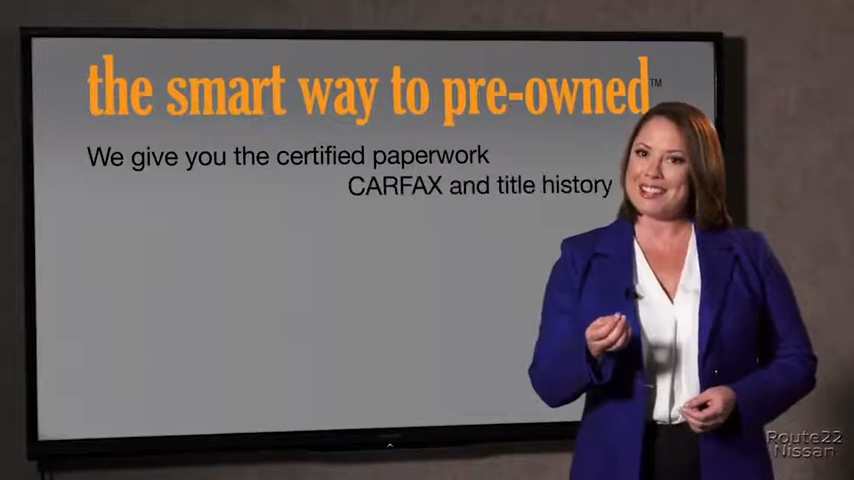 the smart way to pre-owned™
We give you the certified paperwork
CARFAX and title history
Route22
Nissan